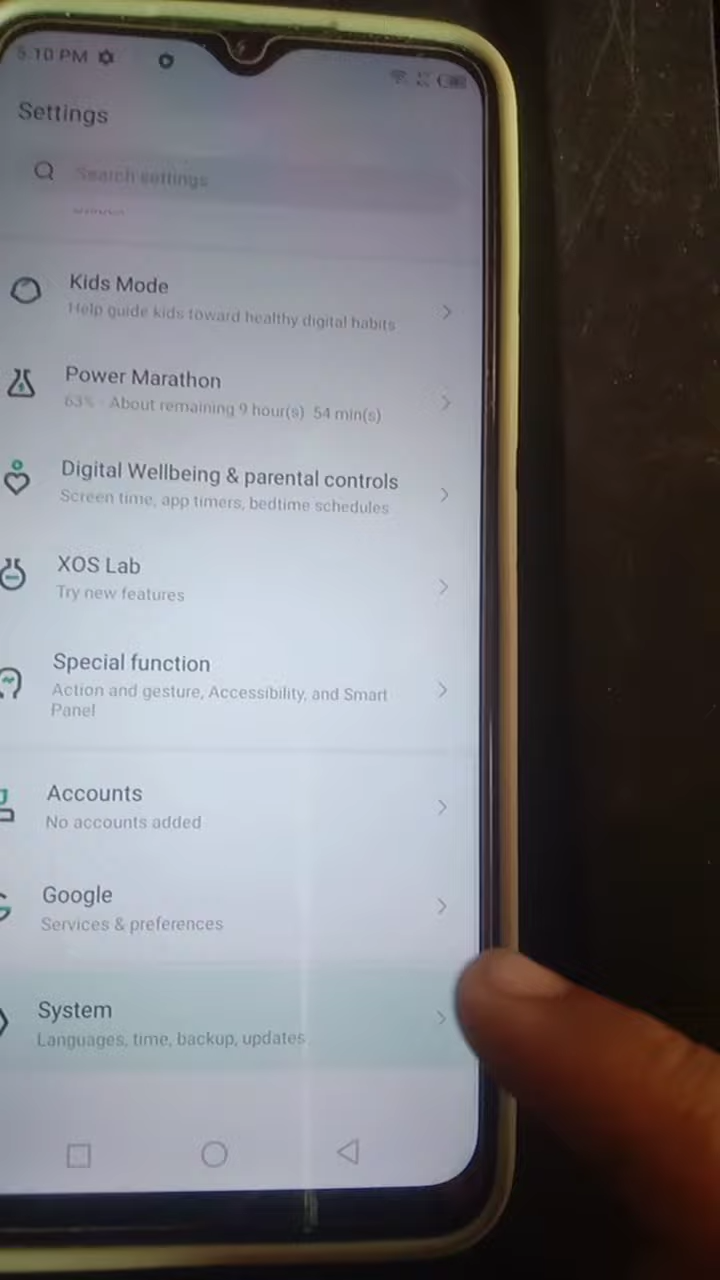 5:10 PM
Settings
Search settings
Kids Mode
Help guide kids toward healthy digital habits
Power Marathon
63% - About remaining 9 hour(s) 54 min(s)
Digital Wellbeing & parental controls
Screen time, app timers, bedtime schedules
XOS Lab
Try new features
Special function
Action and gesture, Accessibility, and Smart
Panel
Accounts
No accounts added
Google
Services & preferences
System
Languages, time, backup, updates